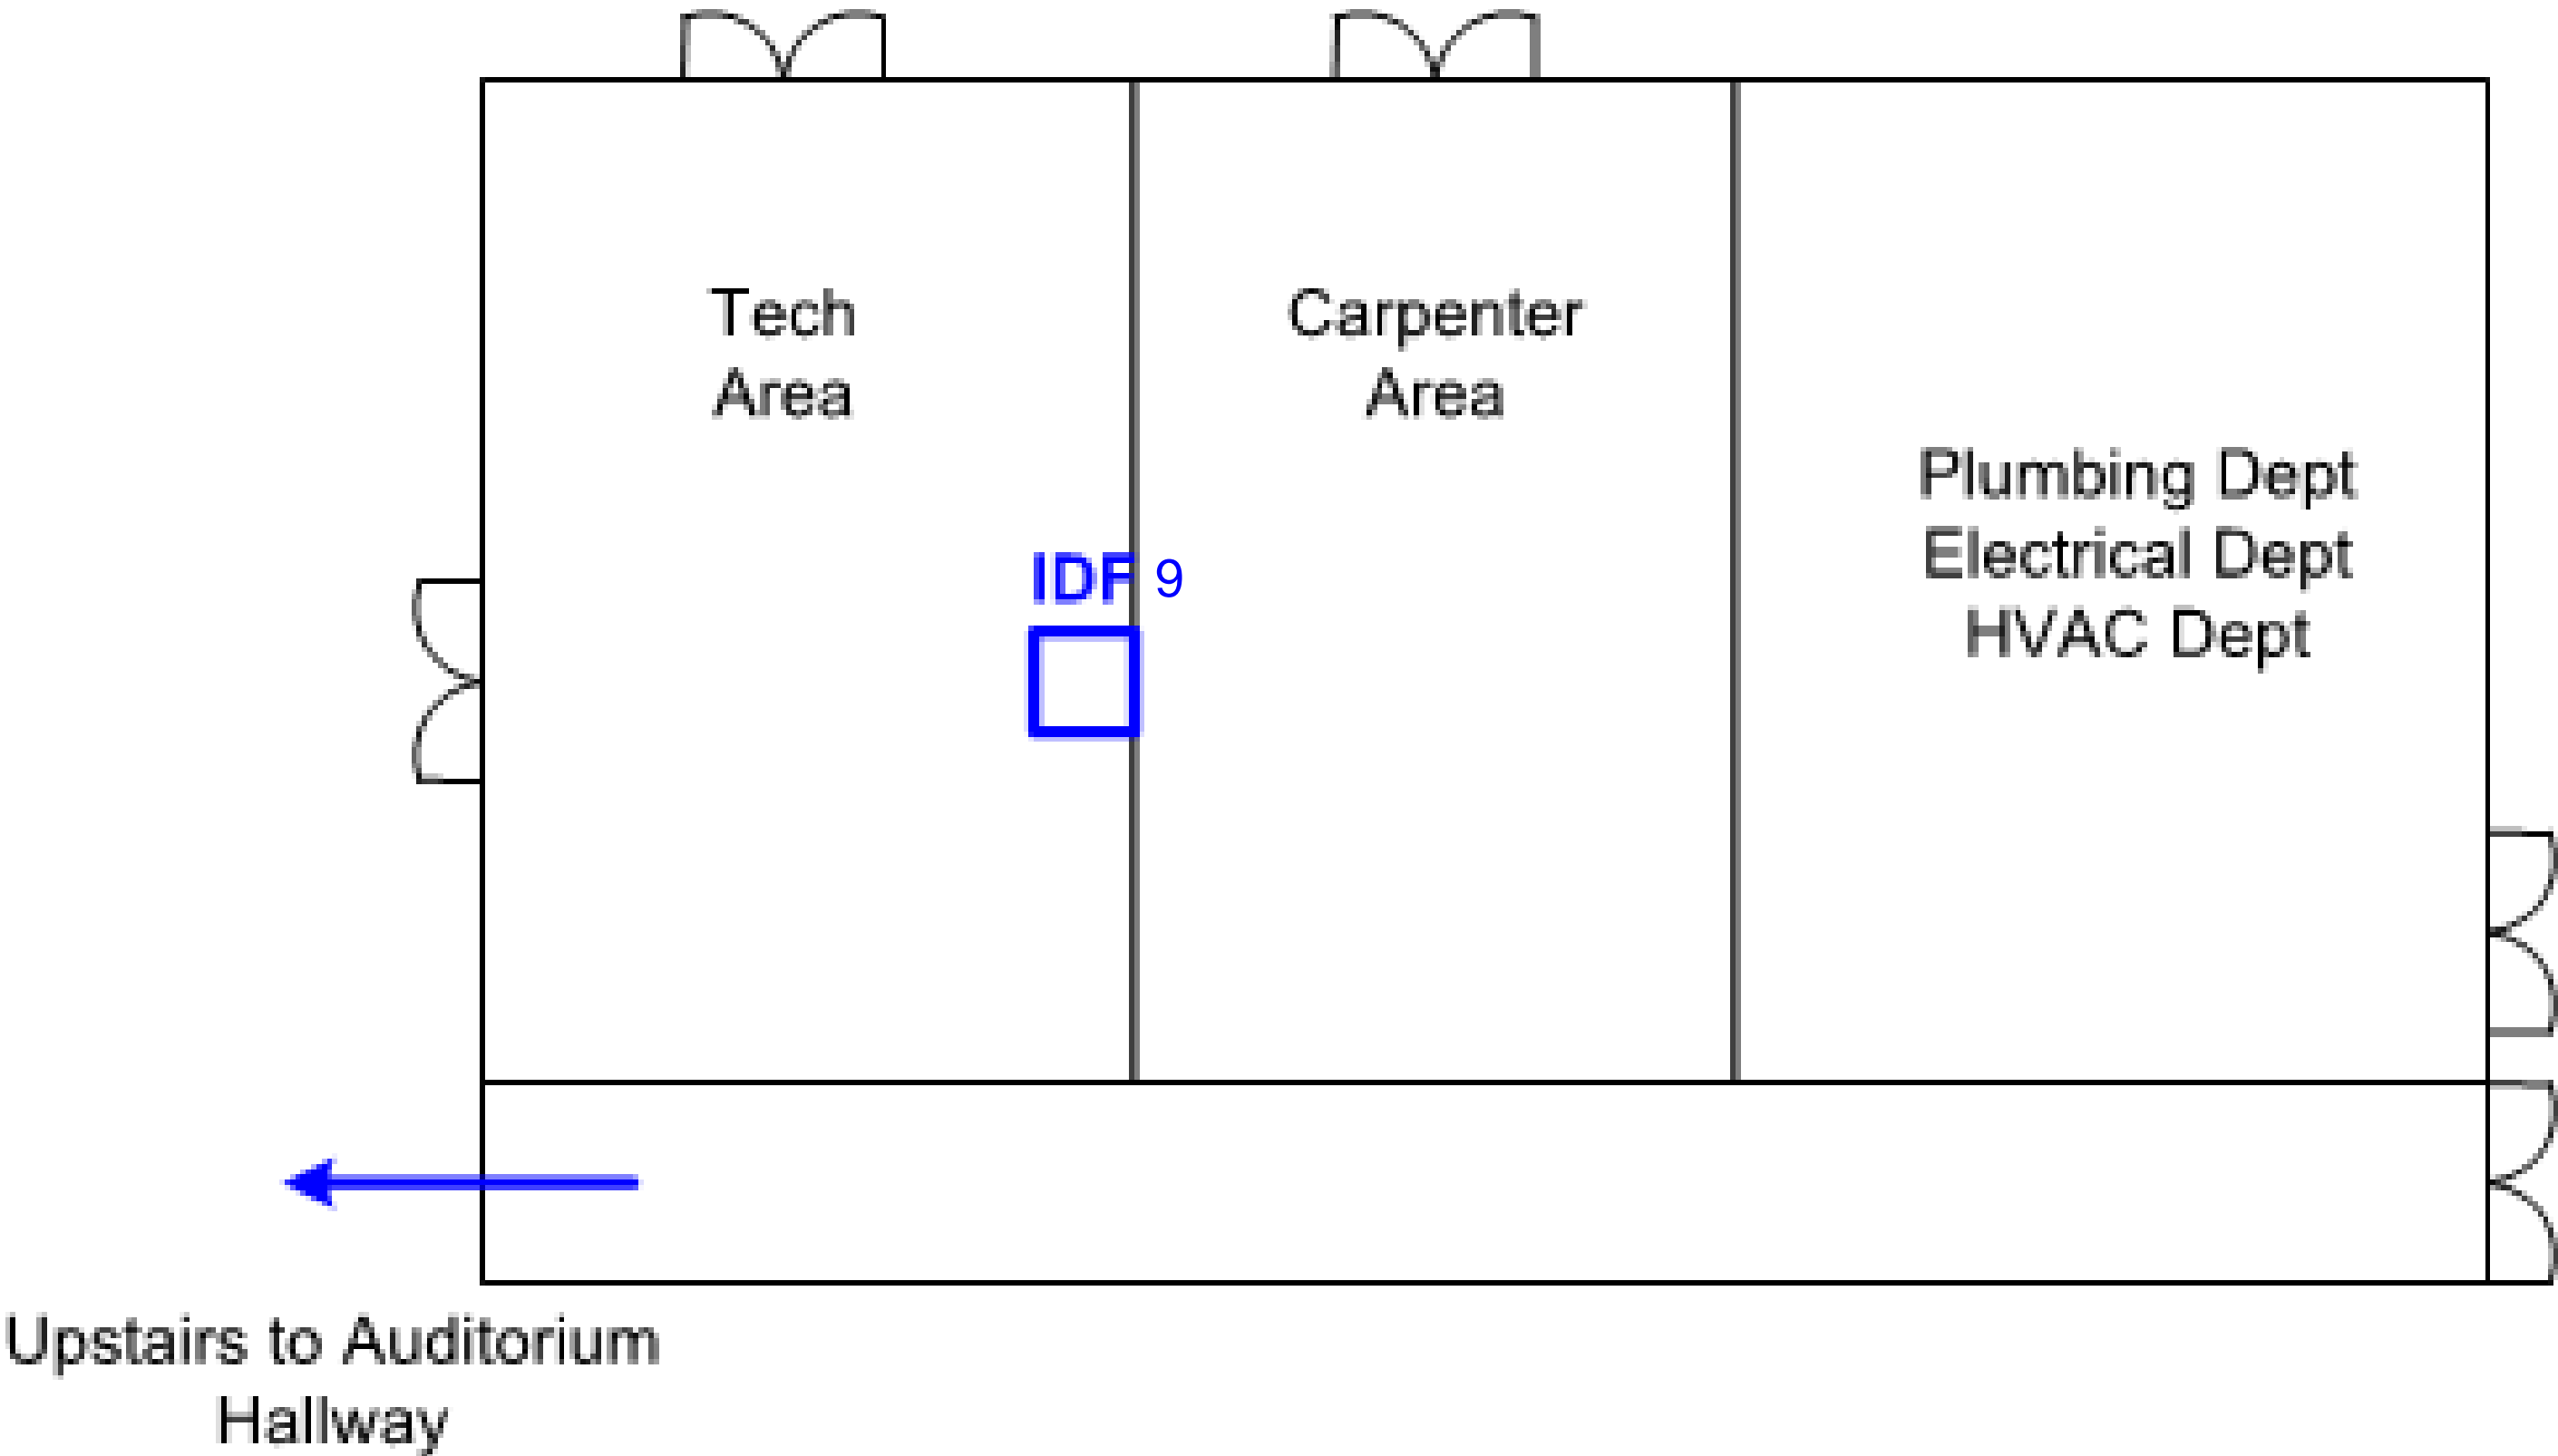 Tech
Area
Carpenter
Area
Plumbing Dept
Electrical Dept
HVAC Dept
IDF 9
Upstairs to Auditorium
Hallway